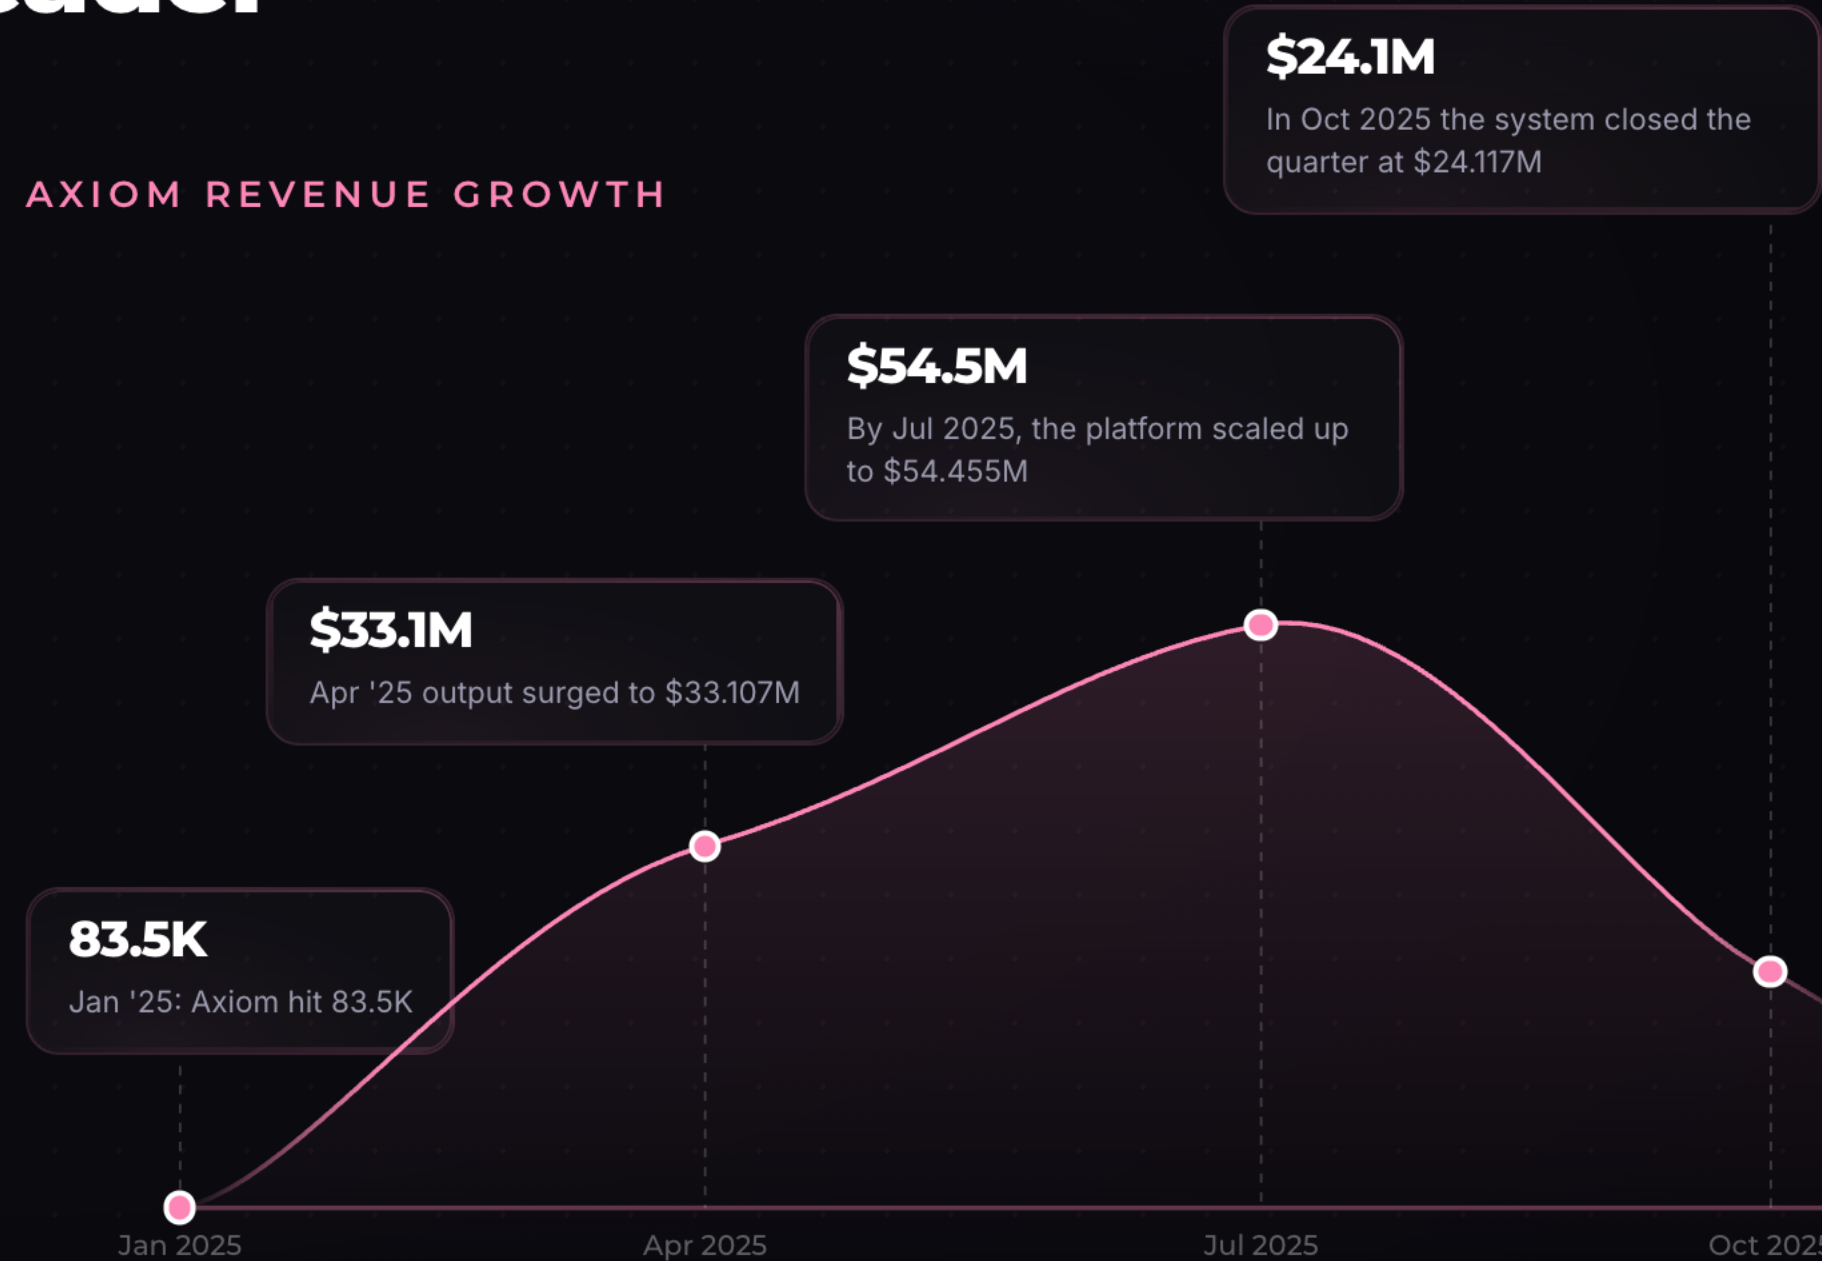 AXIOM REVENUE GROWTH
$24.1M
In Oct 2025 the system closed the
quarter at $24.117M
$54.5M
By Jul 2025, the platform scaled up
to $54.455M
$33.1M
Apr '25 output surged to $33.107M
83.5K
Jan '25: Axiom hit 83.5K
Jan 2025
Apr 2025
Jul 2025
Oct 2025